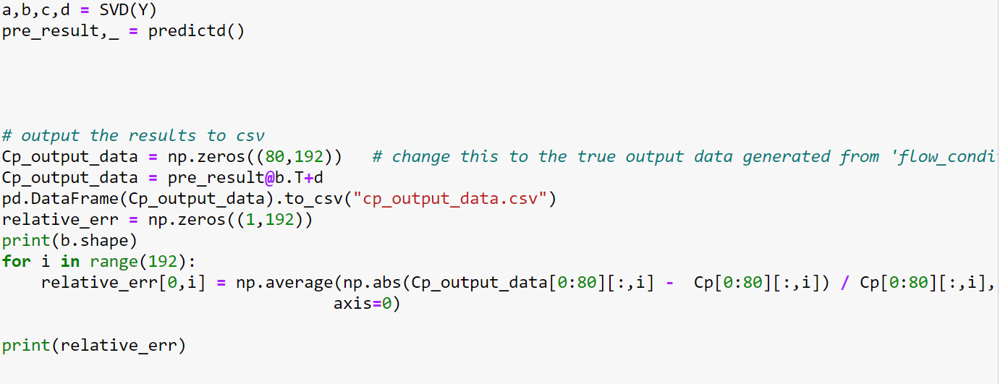 a,b,c,d = SVD(Y)
pre_result,_ = predictd()
# output the results to csv
Cp_output_data = np.zeros((80,192))   # change this to the true output data generated from 'flow_condi
Cp_output_data = pre_result@b.T+d
pd.DataFrame(Cp_output_data).to_csv("cp_output_data.csv")
relative_err = np.zeros((1,192))
print(b.shape)
for i in range(192):
    relative_err[0,i] = np.average(np.abs(Cp_output_data[0:80][:,i] -  Cp[0:80][:,i]) / Cp[0:80][:,i],
                                  axis=0)
print(relative_err)